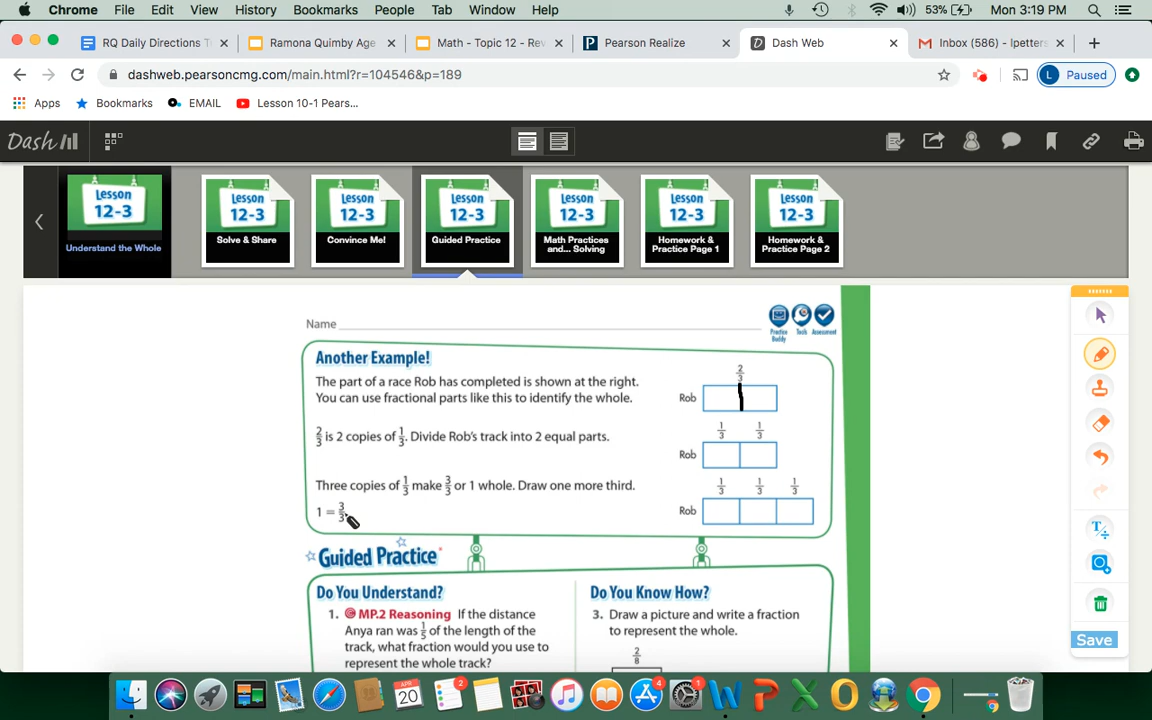 Chrome File Edit View History Bookmarks People Tab Window Help 53% Mon 3:19 PM
RQ Daily Directions Ramona Quimby Age Math - Topic 12 - Rev Pearson Realize Dash Web Inbox (586) - lpetters
dashweb.pearsoncmg.com/main.html?r=104546&p=189 L Paused
Apps Bookmarks EMAIL Lesson 10-1 Pears...
Dash
Lesson 12-3 Understand the Whole
Lesson 12-3 Solve & Share
Lesson 12-3 Convince Me!
Lesson 12-3 Guided Practice
Lesson 12-3 Math Practices and... Solving
Lesson 12-3 Homework & Practice Page 1
Lesson 12-3 Homework & Practice Page 2
Name
Practice Buddy Tools Assessment
Another Example!
The part of a race Rob has completed is shown at the right.
You can use fractional parts like this to identify the whole.
2/3
Rob
2/3 is 2 copies of 1/3. Divide Rob's track into 2 equal parts.
1/3 1/3
Rob
Three copies of 1/3 make 3/3 or 1 whole. Draw one more third.
1 = 3/3
1/3 1/3 1/3
Rob
Guided Practice
Do You Understand?
1. MP.2 Reasoning If the distance
Anya ran was 1/5 of the length of the
track, what fraction would you use to
represent the whole track?
Do You Know How?
3. Draw a picture and write a fraction
to represent the whole.
2/8
T
Save
APR 20
2
4
1